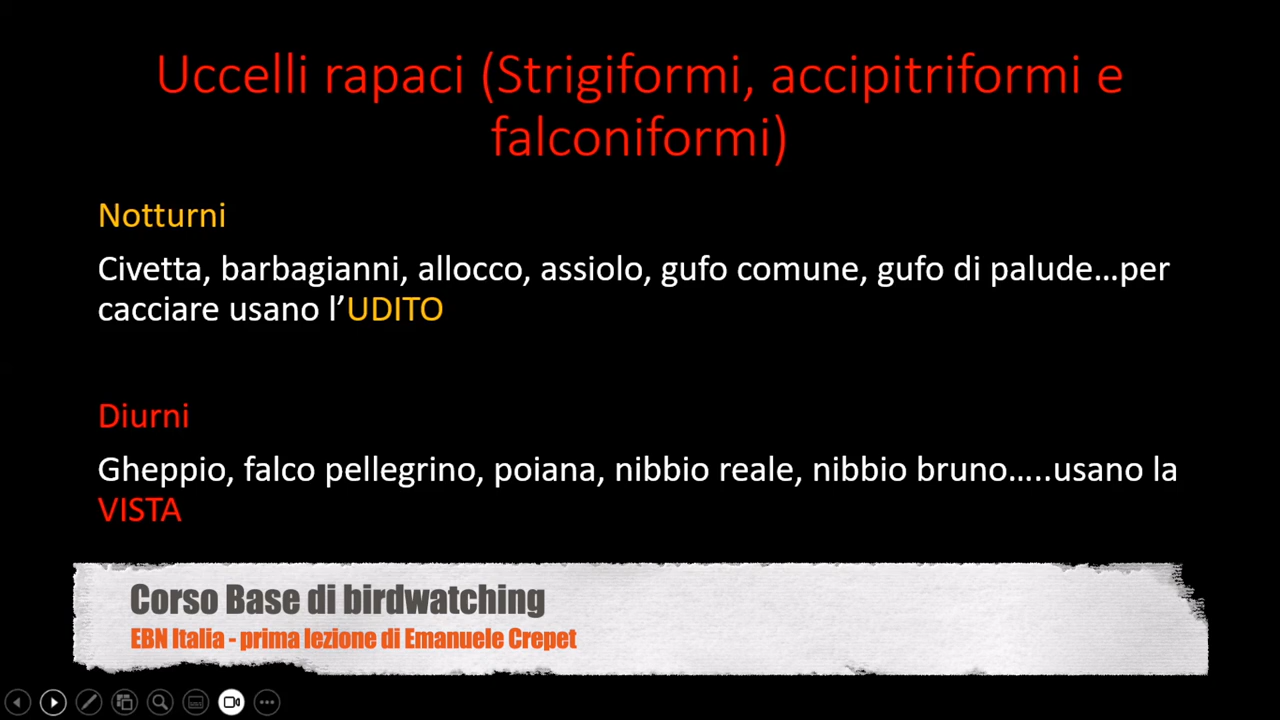 Uccelli rapaci (Strigiformi, accipitriformi e
falconiformi)
Notturni
Civetta, barbagianni, allocco, assiolo, gufo comune, gufo di palude…per
cacciare usano l’UDITO
Diurni
Gheppio, falco pellegrino, poiana, nibbio reale, nibbio bruno…..usano la
VISTA
Corso Base di birdwatching
EBN Italia - prima lezione di Emanuele Crepet